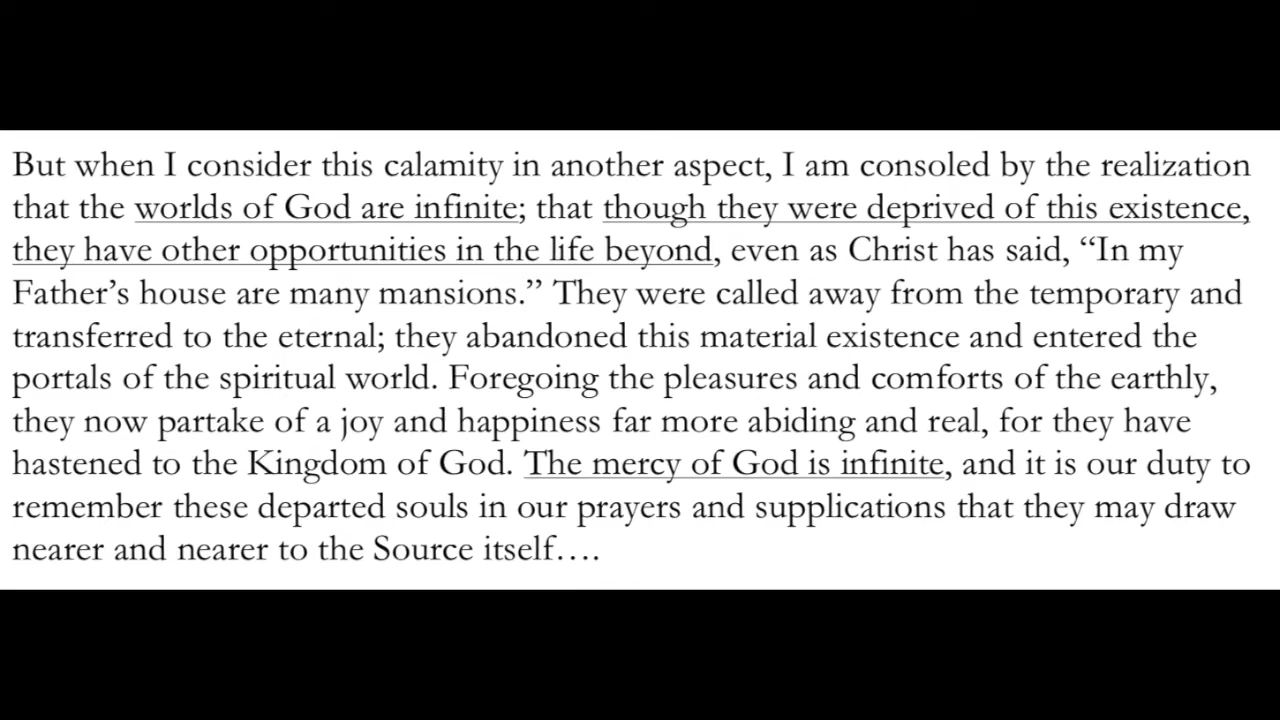 But when I consider this calamity in another aspect, I am consoled by the realization
that the worlds of God are infinite; that though they were deprived of this existence,
they have other opportunities in the life beyond, even as Christ has said, “In my
Father’s house are many mansions.” They were called away from the temporary and
transferred to the eternal; they abandoned this material existence and entered the
portals of the spiritual world. Foregoing the pleasures and comforts of the earthly,
they now partake of a joy and happiness far more abiding and real, for they have
hastened to the Kingdom of God. The mercy of God is infinite, and it is our duty to
remember these departed souls in our prayers and supplications that they may draw
nearer and nearer to the Source itself….